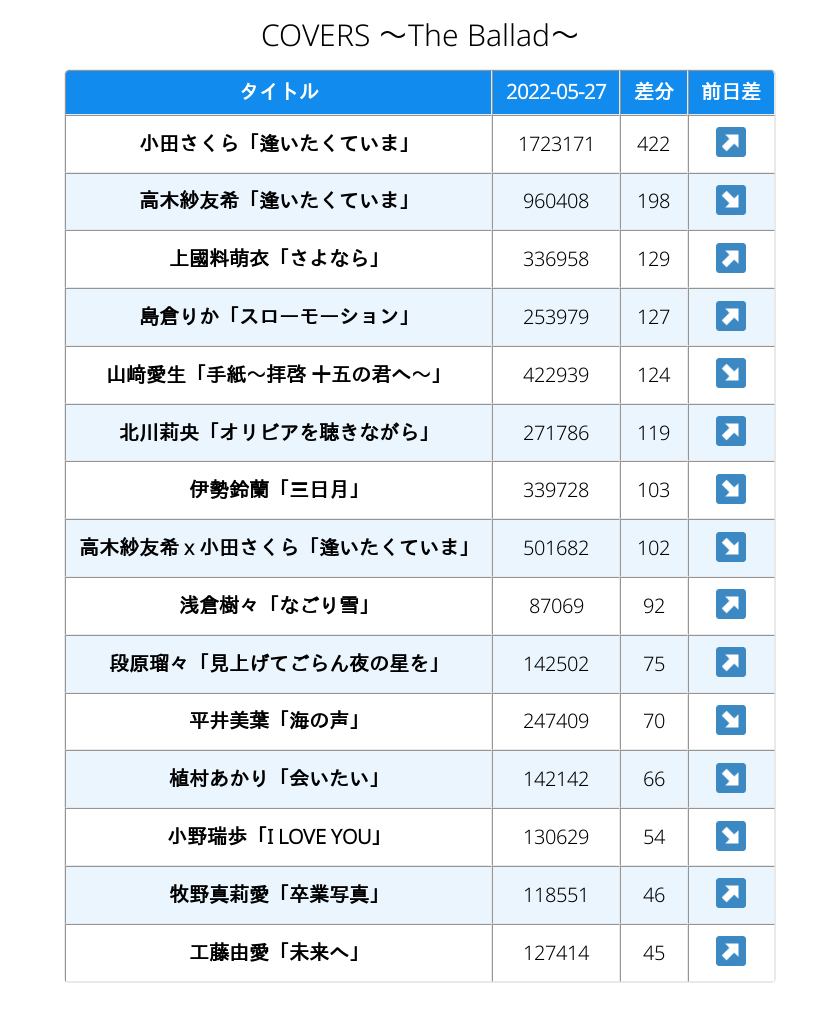 COVERS 〜The Ballad〜
タイトル 2022-05-27 差分 前日差
小田さくら「逢いたくていま」 1723171 422 ↗
高木紗友希「逢いたくていま」 960408 198 ↘
上國料萌衣「さよなら」 336958 129 ↗
島倉りか「スローモーション」 253979 127 ↗
山﨑愛生「手紙〜拝啓 十五の君へ〜」 422939 124 ↘
北川莉央「オリビアを聴きながら」 271786 119 ↗
伊勢鈴蘭「三日月」 339728 103 ↘
高木紗友希 x 小田さくら「逢いたくていま」 501682 102 ↘
浅倉樹々「なごり雪」 87069 92 ↗
段原瑠々「見上げてごらん夜の星を」 142502 75 ↗
平井美葉「海の声」 247409 70 ↘
植村あかり「会いたい」 142142 66 ↘
小野瑞歩「I LOVE YOU」 130629 54 ↘
牧野真莉愛「卒業写真」 118551 46 ↗
工藤由愛「未来へ」 127414 45 ↗